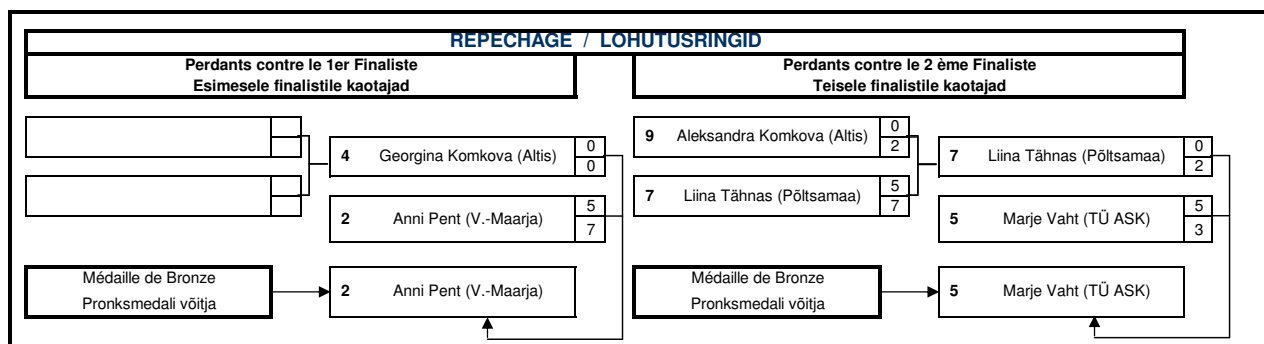 REPECHAGE / LOHUTUSRINGID
Perdants contre le 1er Finaliste
Esimesele finalistile kaotajad
Perdants contre le 2 ème Finaliste
Teisele finalistile kaotajad
4 Georgina Komkova (Altis) 0
0
2 Anni Pent (V.-Maarja) 5
7
Médaille de Bronze
Pronksmedali võitja
2 Anni Pent (V.-Maarja)
9 Aleksandra Komkova (Altis) 0
2
7 Liina Tähnas (Põltsamaa) 5
7
7 Liina Tähnas (Põltsamaa) 0
2
5 Marje Vaht (TÜ ASK) 5
3
Médaille de Bronze
Pronksmedali võitja
5 Marje Vaht (TÜ ASK)